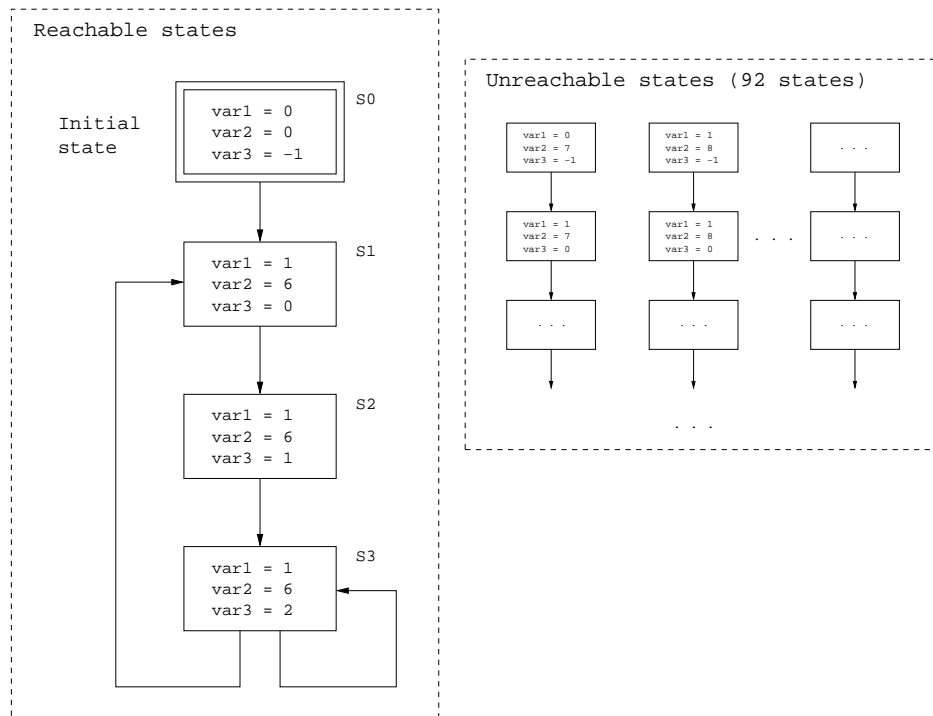 Reachable states
Initial
state
S0
var1 = 0
var2 = 0
var3 = −1
S1
var1 = 1
var2 = 6
var3 = 0
S2
var1 = 1
var2 = 6
var3 = 1
S3
var1 = 1
var2 = 6
var3 = 2
Unreachable states (92 states)
var1 = 0
var2 = 7
var3 = −1
var1 = 1
var2 = 8
var3 = −1
. . .
var1 = 1
var2 = 7
var3 = 0
var1 = 1
var2 = 8
var3 = 0
. . .
. . .
. . .
. . .
. . .
. . .